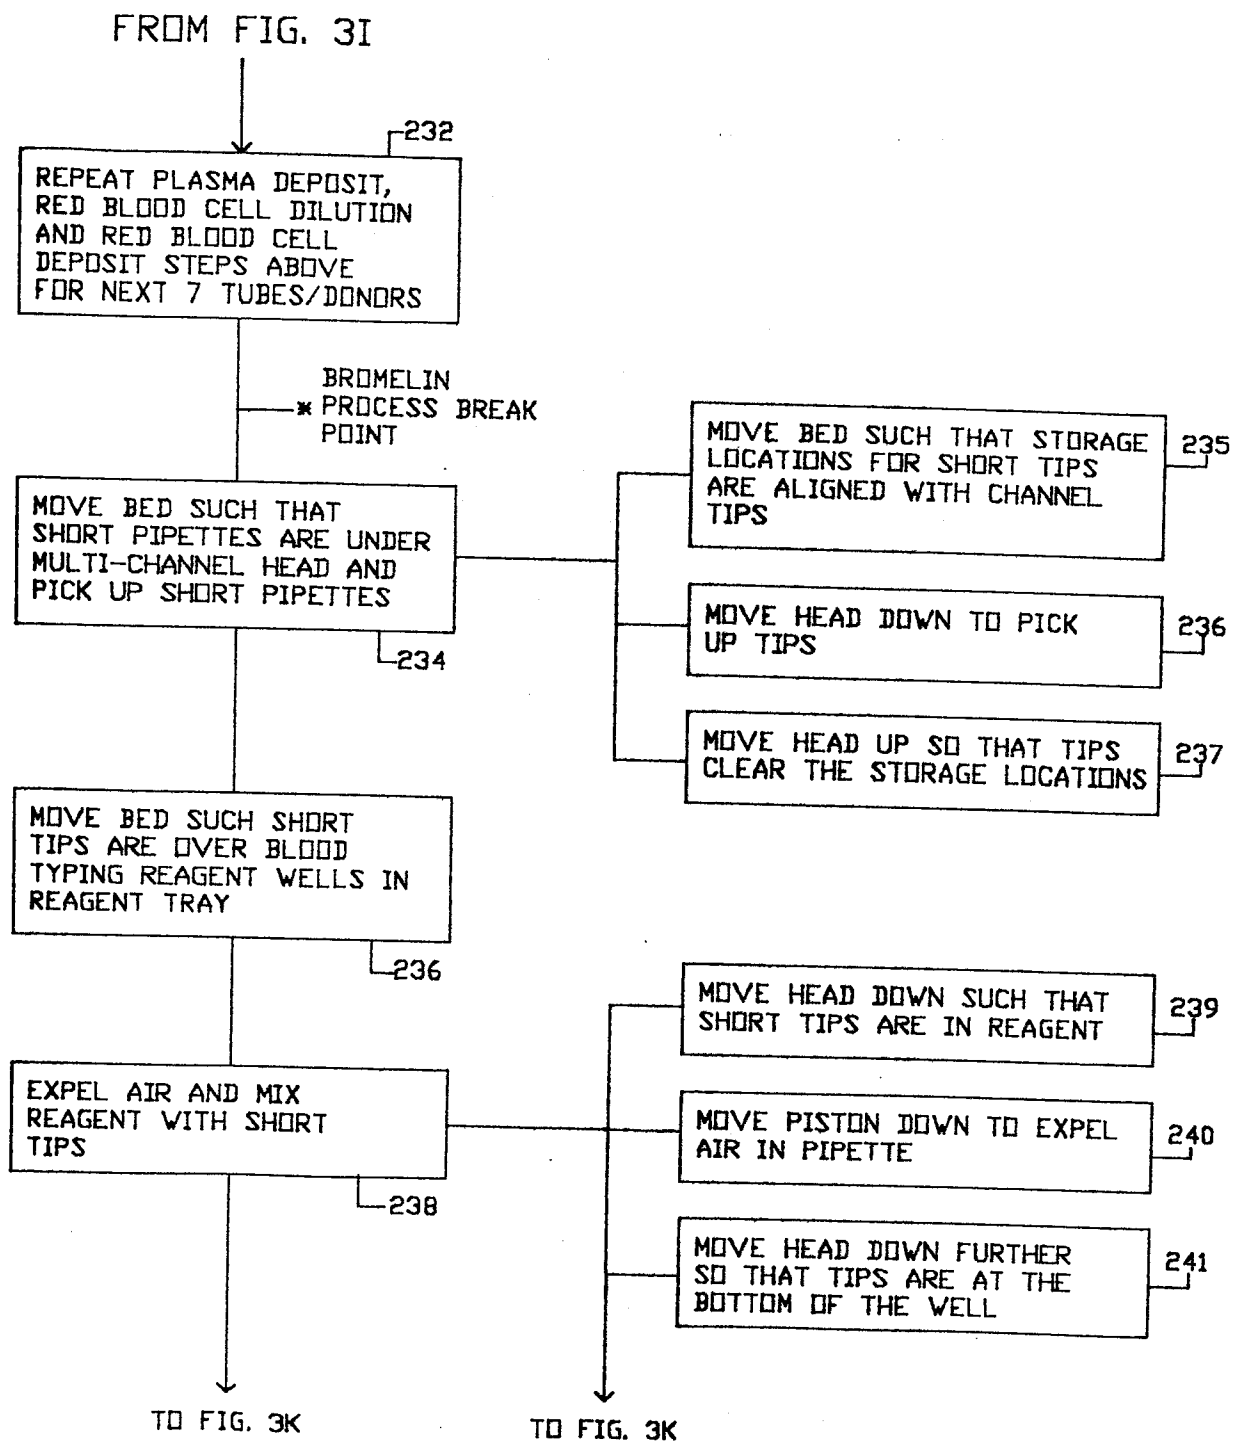 FROM FIG. 3I
232
REPEAT PLASMA DEPOSIT,
RED BLOOD CELL DILUTION
AND RED BLOOD CELL
DEPOSIT STEPS ABOVE
FOR NEXT 7 TUBES/DONORS
BROMELIN
* PROCESS BREAK
POINT
MOVE BED SUCH THAT
SHORT PIPETTES ARE UNDER
MULTI-CHANNEL HEAD AND
PICK UP SHORT PIPETTES
234
MOVE BED SUCH THAT STORAGE
LOCATIONS FOR SHORT TIPS
ARE ALIGNED WITH CHANNEL
TIPS
235
MOVE HEAD DOWN TO PICK
UP TIPS
236
MOVE HEAD UP SO THAT TIPS
CLEAR THE STORAGE LOCATIONS
237
MOVE BED SUCH SHORT
TIPS ARE OVER BLOOD
TYPING REAGENT WELLS IN
REAGENT TRAY
236
EXPEL AIR AND MIX
REAGENT WITH SHORT
TIPS
238
MOVE HEAD DOWN SUCH THAT
SHORT TIPS ARE IN REAGENT
239
MOVE PISTON DOWN TO EXPEL
AIR IN PIPETTE
240
MOVE HEAD DOWN FURTHER
SO THAT TIPS ARE AT THE
BOTTOM OF THE WELL
241
TO FIG. 3K
TO FIG. 3K